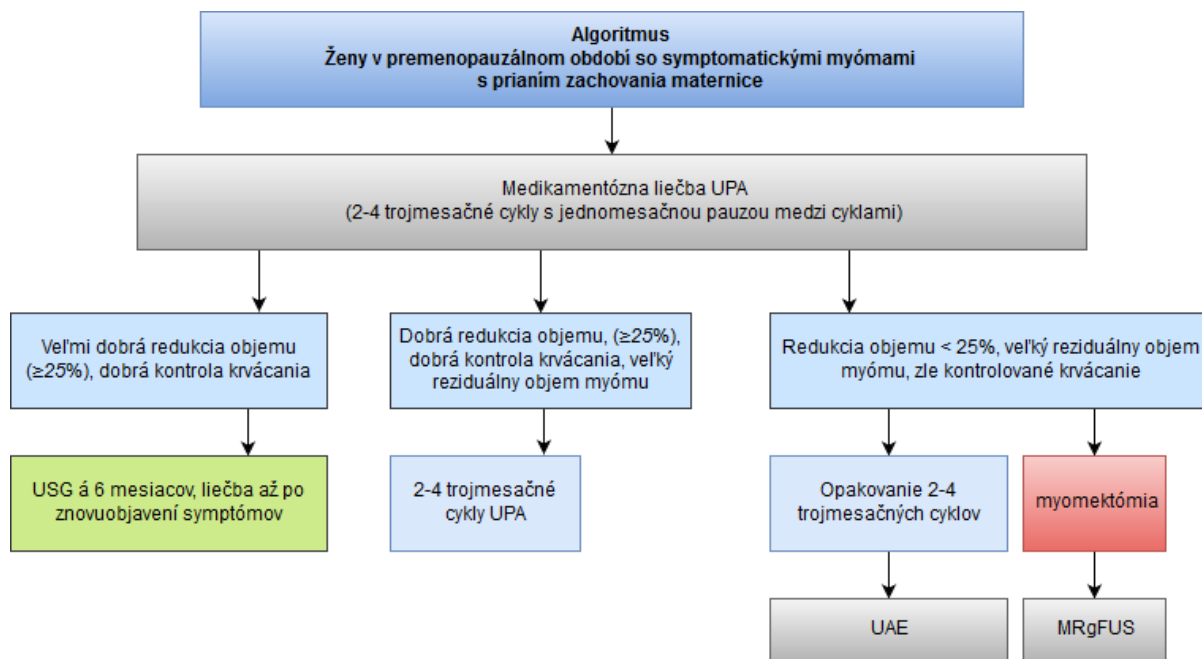 Algoritmus
Ženy v premenopauzálnom období so symptomatickými myómami
s prianím zachovania maternice
Medikamentózna liečba UPA
(2-4 trojmesačné cykly s jednomesačnou pauzou medzi cyklami)
Veľmi dobrá redukcia objemu
(≥25%), dobrá kontrola krvácania
Dobrá redukcia objemu, (≥25%),
dobrá kontrola krvácania, veľký
reziduálny objem myómu
Redukcia objemu < 25%, veľký reziduálny objem
myómu, zle kontrolované krvácanie
USG á 6 mesiacov, liečba až po
znovuobjavení symptómov
2-4 trojmesačné
cykly UPA
Opakovanie 2-4
trojmesačných cyklov
myomektómia
UAE
MRgFUS